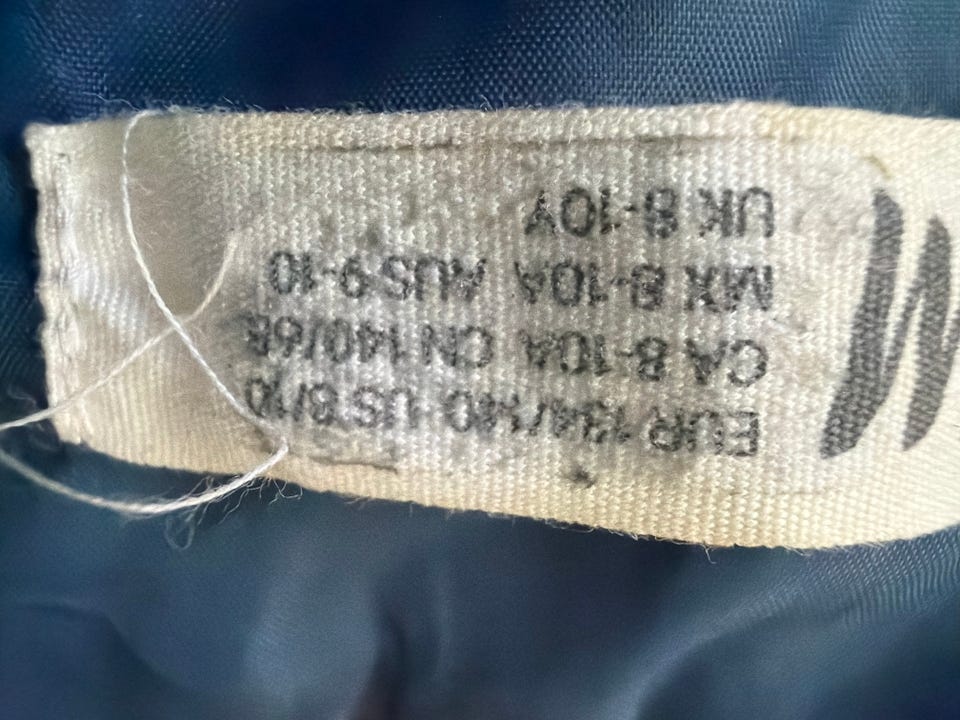 EUR 134/140 US 8/10
CA 8-10A CN 140/68
MX 8-10A AUS 9-10
UK 8-10Y